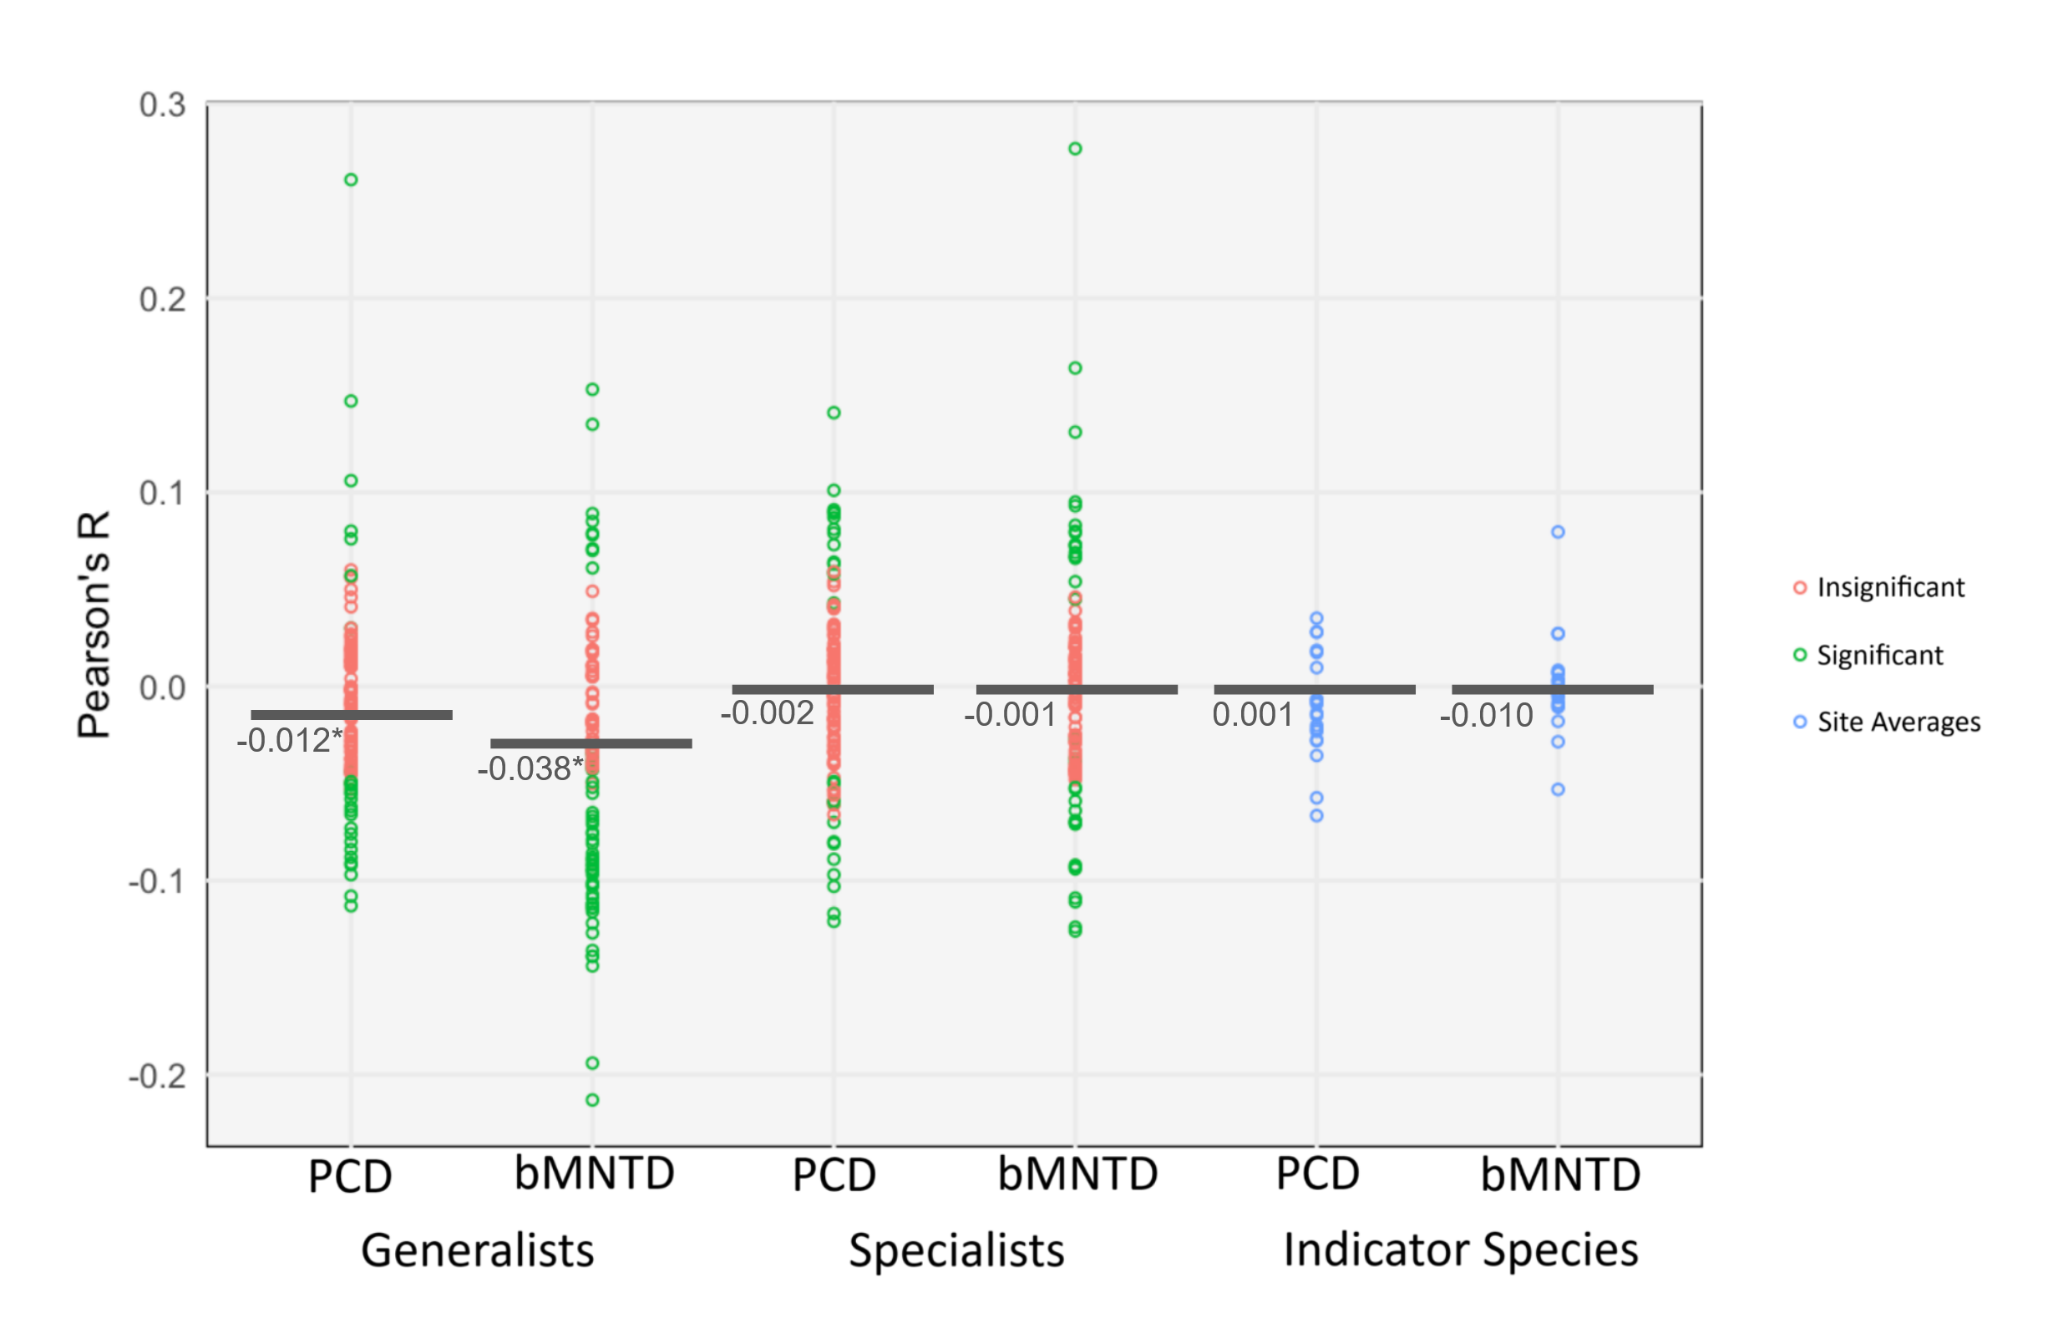 0.3
0.2
0.1
0.0
-0.1
-0.2
Pearson's R
-0.012*
-0.038*
-0.002
-0.001
0.001
-0.010
PCD bMNTD PCD bMNTD PCD bMNTD
Generalists Specialists Indicator Species
Insignificant
Significant
Site Averages